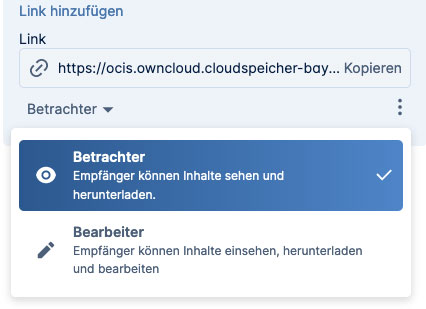 Link hinzufügen
Link
https://ocis.owncloud.cloudspeicher-bay... Kopieren
Betrachter
Betrachter
Empfänger können Inhalte sehen und
herunterladen.
Bearbeiter
Empfänger können Inhalte einsehen, herunterladen
und bearbeiten